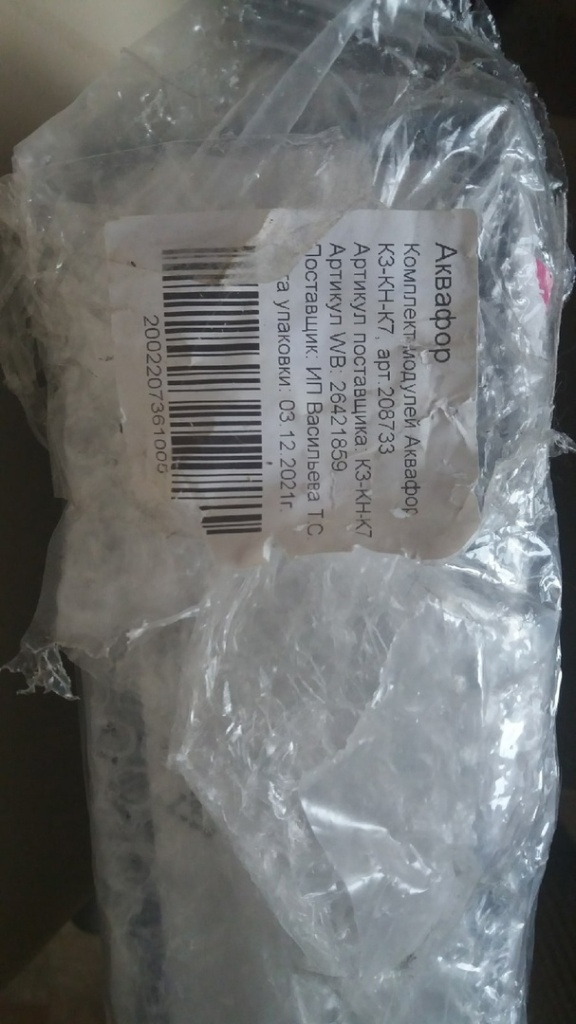 Аквафор
Комплект модулей Аквафор
К3-КН-К7, арт.208733
Артикул поставщика: К3-КН-К7
Артикул WB: 26421859
Поставщик: ИП Васильева Т.С
та упаковки: 03.12.2021г.
2002207361005